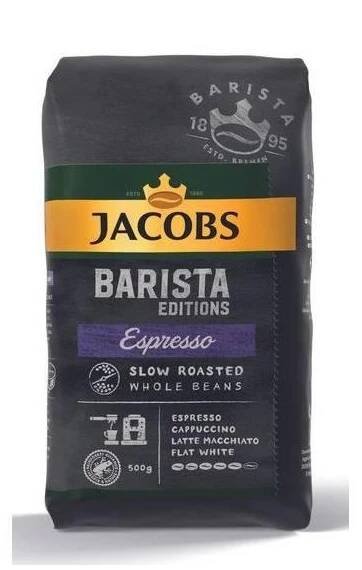 BARISTA
18 95
ESTD. BREMEN
ESTD 1895
JACOBS
BARISTA
EDITIONS
Espresso
SLOW ROASTED
WHOLE BEANS
500g
ESPRESSO
CAPPUCCINO
LATTE MACCHIATO
FLAT WHITE